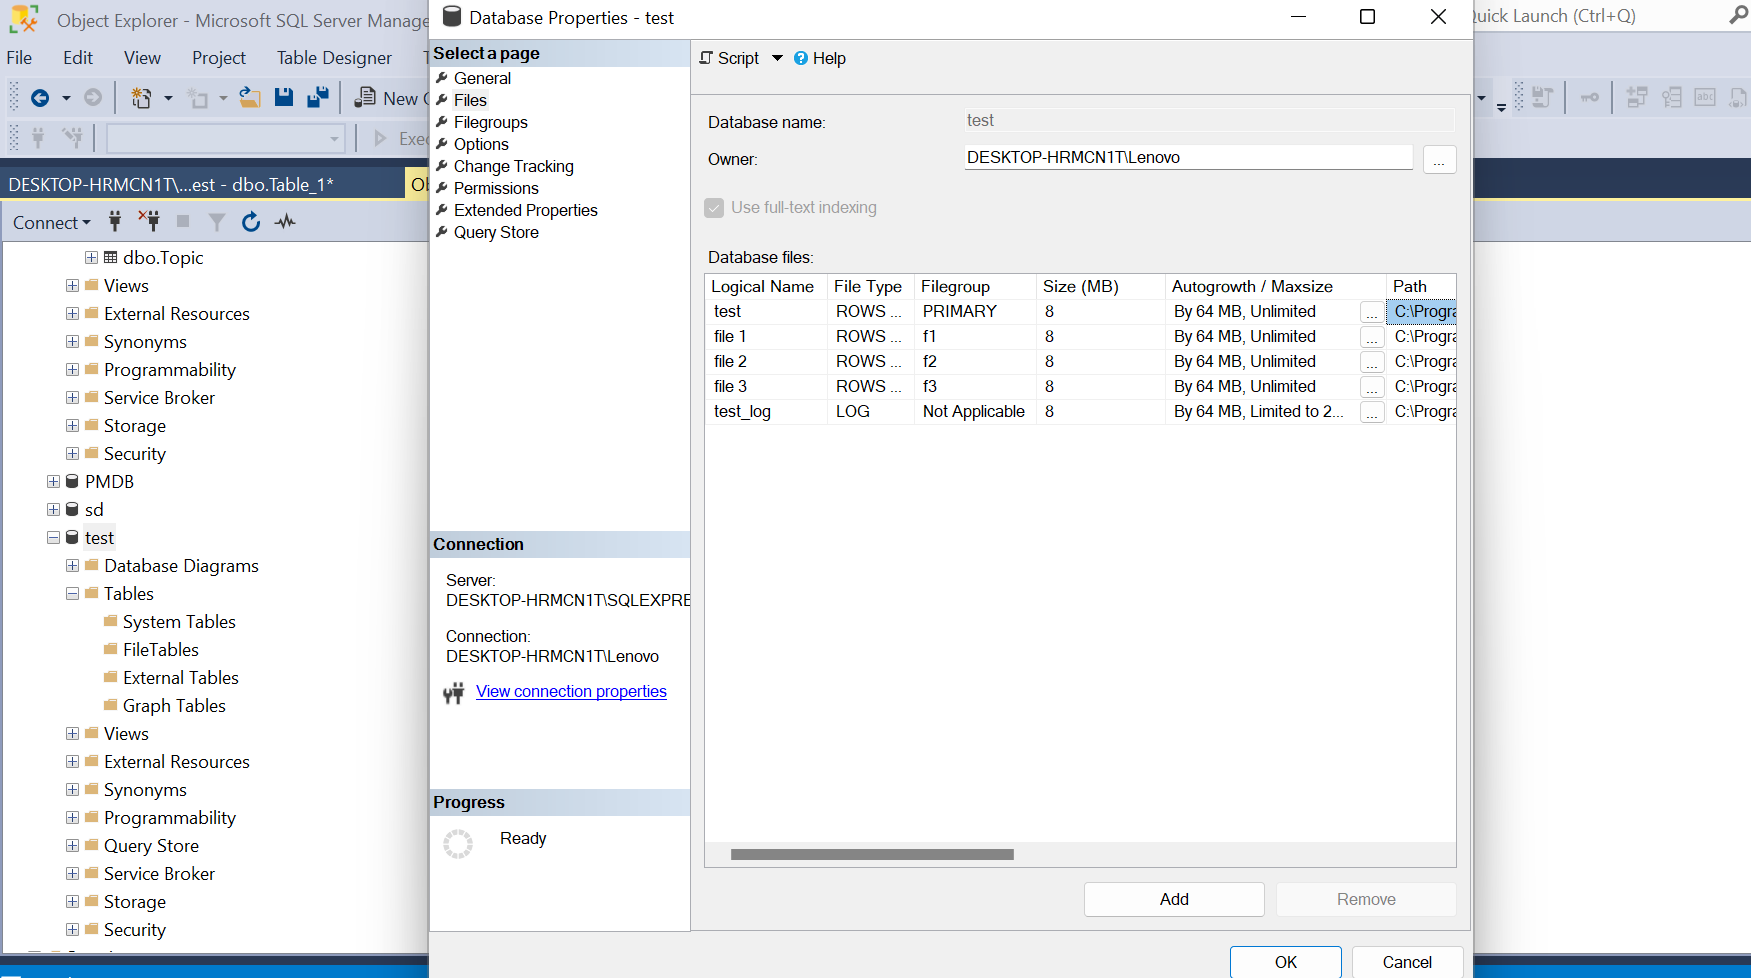 Object Explorer - Microsoft SQL Server Manage
Quick Launch (Ctrl+Q)
File Edit View Project Table Designer
New
Exec
DESKTOP-HRMCN1T\...est - dbo.Table_1*
Ob
Connect
dbo.Topic
Views
External Resources
Synonyms
Programmability
Service Broker
Storage
Security
PMDB
sd
test
Database Diagrams
Tables
System Tables
FileTables
External Tables
Graph Tables
Views
External Resources
Synonyms
Programmability
Query Store
Service Broker
Storage
Security
Database Properties - test
Select a page
General
Files
Filegroups
Options
Change Tracking
Permissions
Extended Properties
Query Store
Connection
Server:
DESKTOP-HRMCN1T\SQLEXPRE
Connection:
DESKTOP-HRMCN1T\Lenovo
View connection properties
Progress
Ready
Script Help
Database name: test
Owner: DESKTOP-HRMCN1T\Lenovo ...
Use full-text indexing
Database files:
Logical Name File Type Filegroup Size (MB) Autogrowth / Maxsize Path
test ROWS ... PRIMARY 8 By 64 MB, Unlimited ... C:\Progra
file 1 ROWS ... f1 8 By 64 MB, Unlimited ... C:\Progra
file 2 ROWS ... f2 8 By 64 MB, Unlimited ... C:\Progra
file 3 ROWS ... f3 8 By 64 MB, Unlimited ... C:\Progra
test_log LOG Not Applicable 8 By 64 MB, Limited to 2... ... C:\Progra
Add Remove
OK Cancel
abc